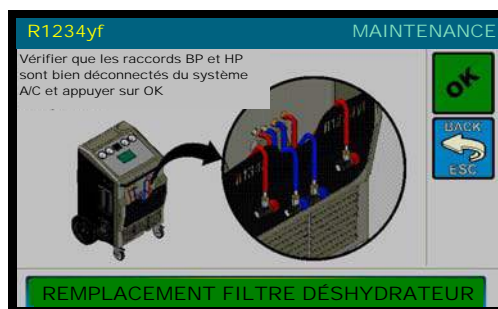 R1234yf MAINTENANCE
Vérifier que les raccords BP et HP
sont bien déconnectés du système
A/C et appuyer sur OK
OK
BACK
ESC
REMPLACEMENT FILTRE DÉSHYDRATEUR